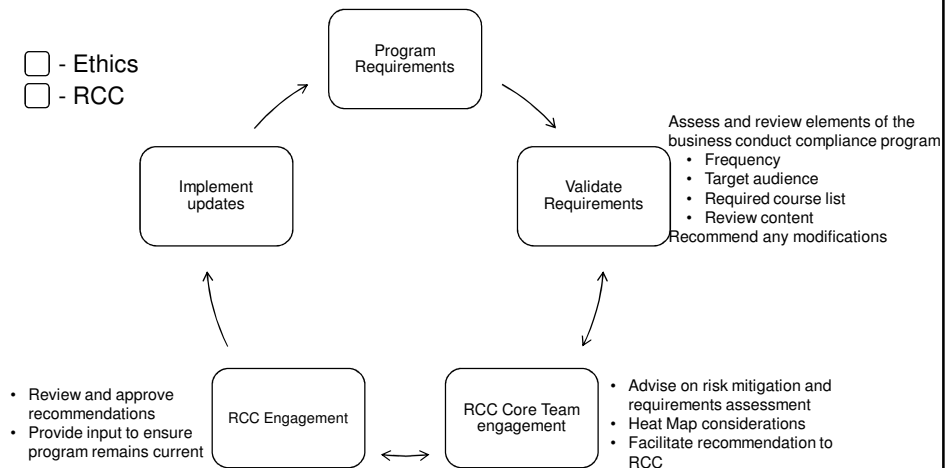 Program
Requirements
- Ethics
- RCC
Assess and review elements of the
business conduct compliance program
• Frequency
• Target audience
• Required course list
• Review content
Recommend any modifications
Validate
Requirements
Implement
updates
• Advise on risk mitigation and
requirements assessment
• Heat Map considerations
• Facilitate recommendation to
RCC
RCC Core Team
engagement
RCC Engagement
• Review and approve
recommendations
• Provide input to ensure
program remains current